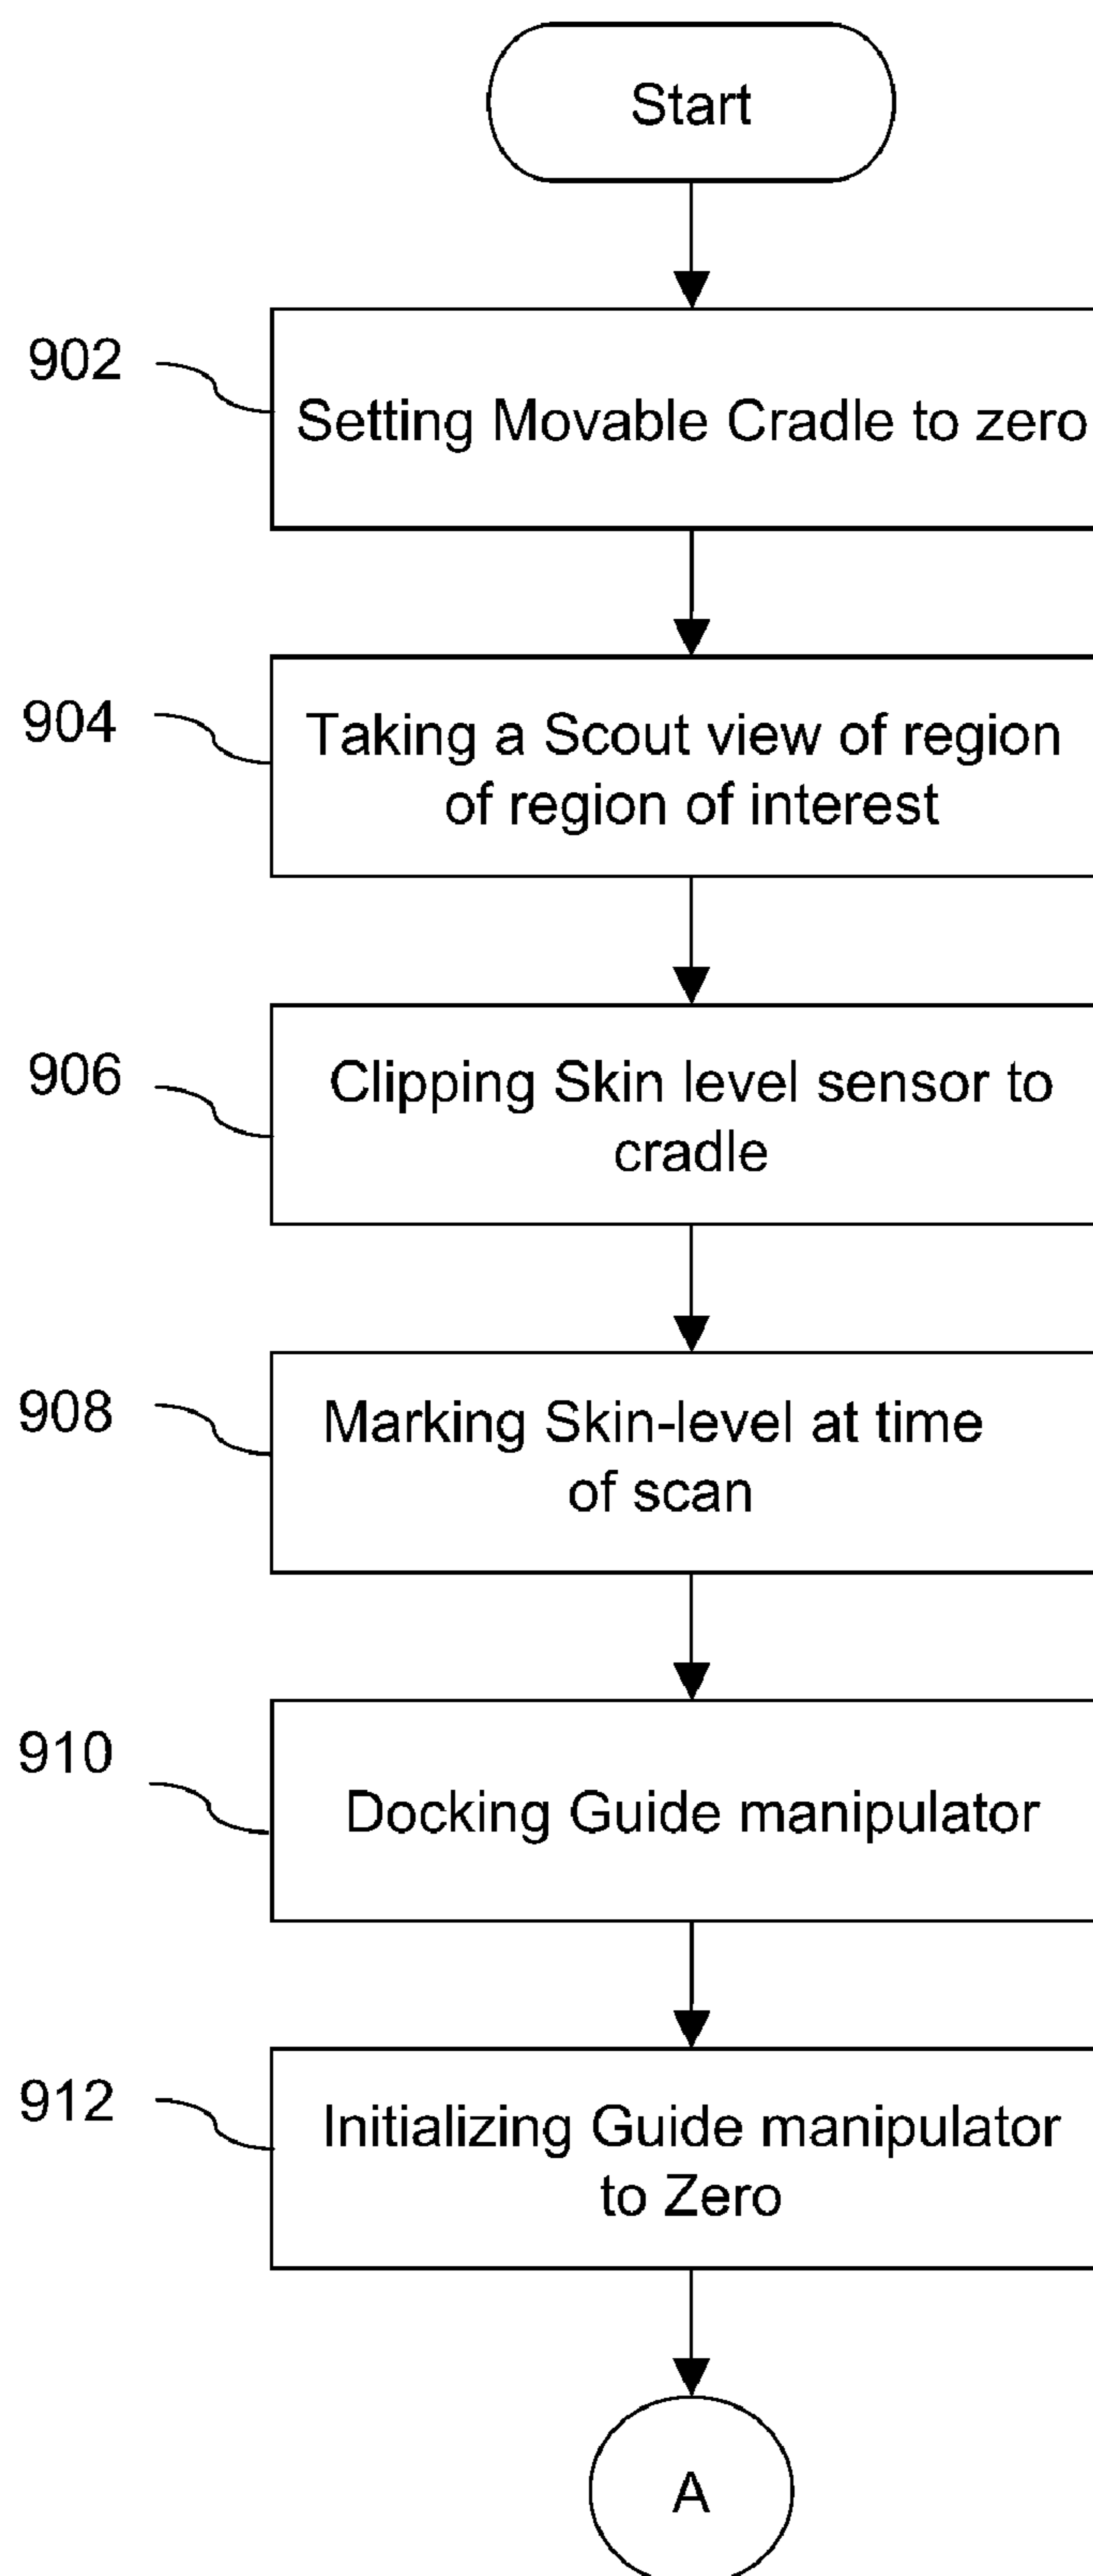 Start
902
Setting Movable Cradle to zero
904
Taking a Scout view of region
of region of interest
906
Clipping Skin level sensor to
cradle
908
Marking Skin-level at time
of scan
910
Docking Guide manipulator
912
Initializing Guide manipulator
to Zero
A